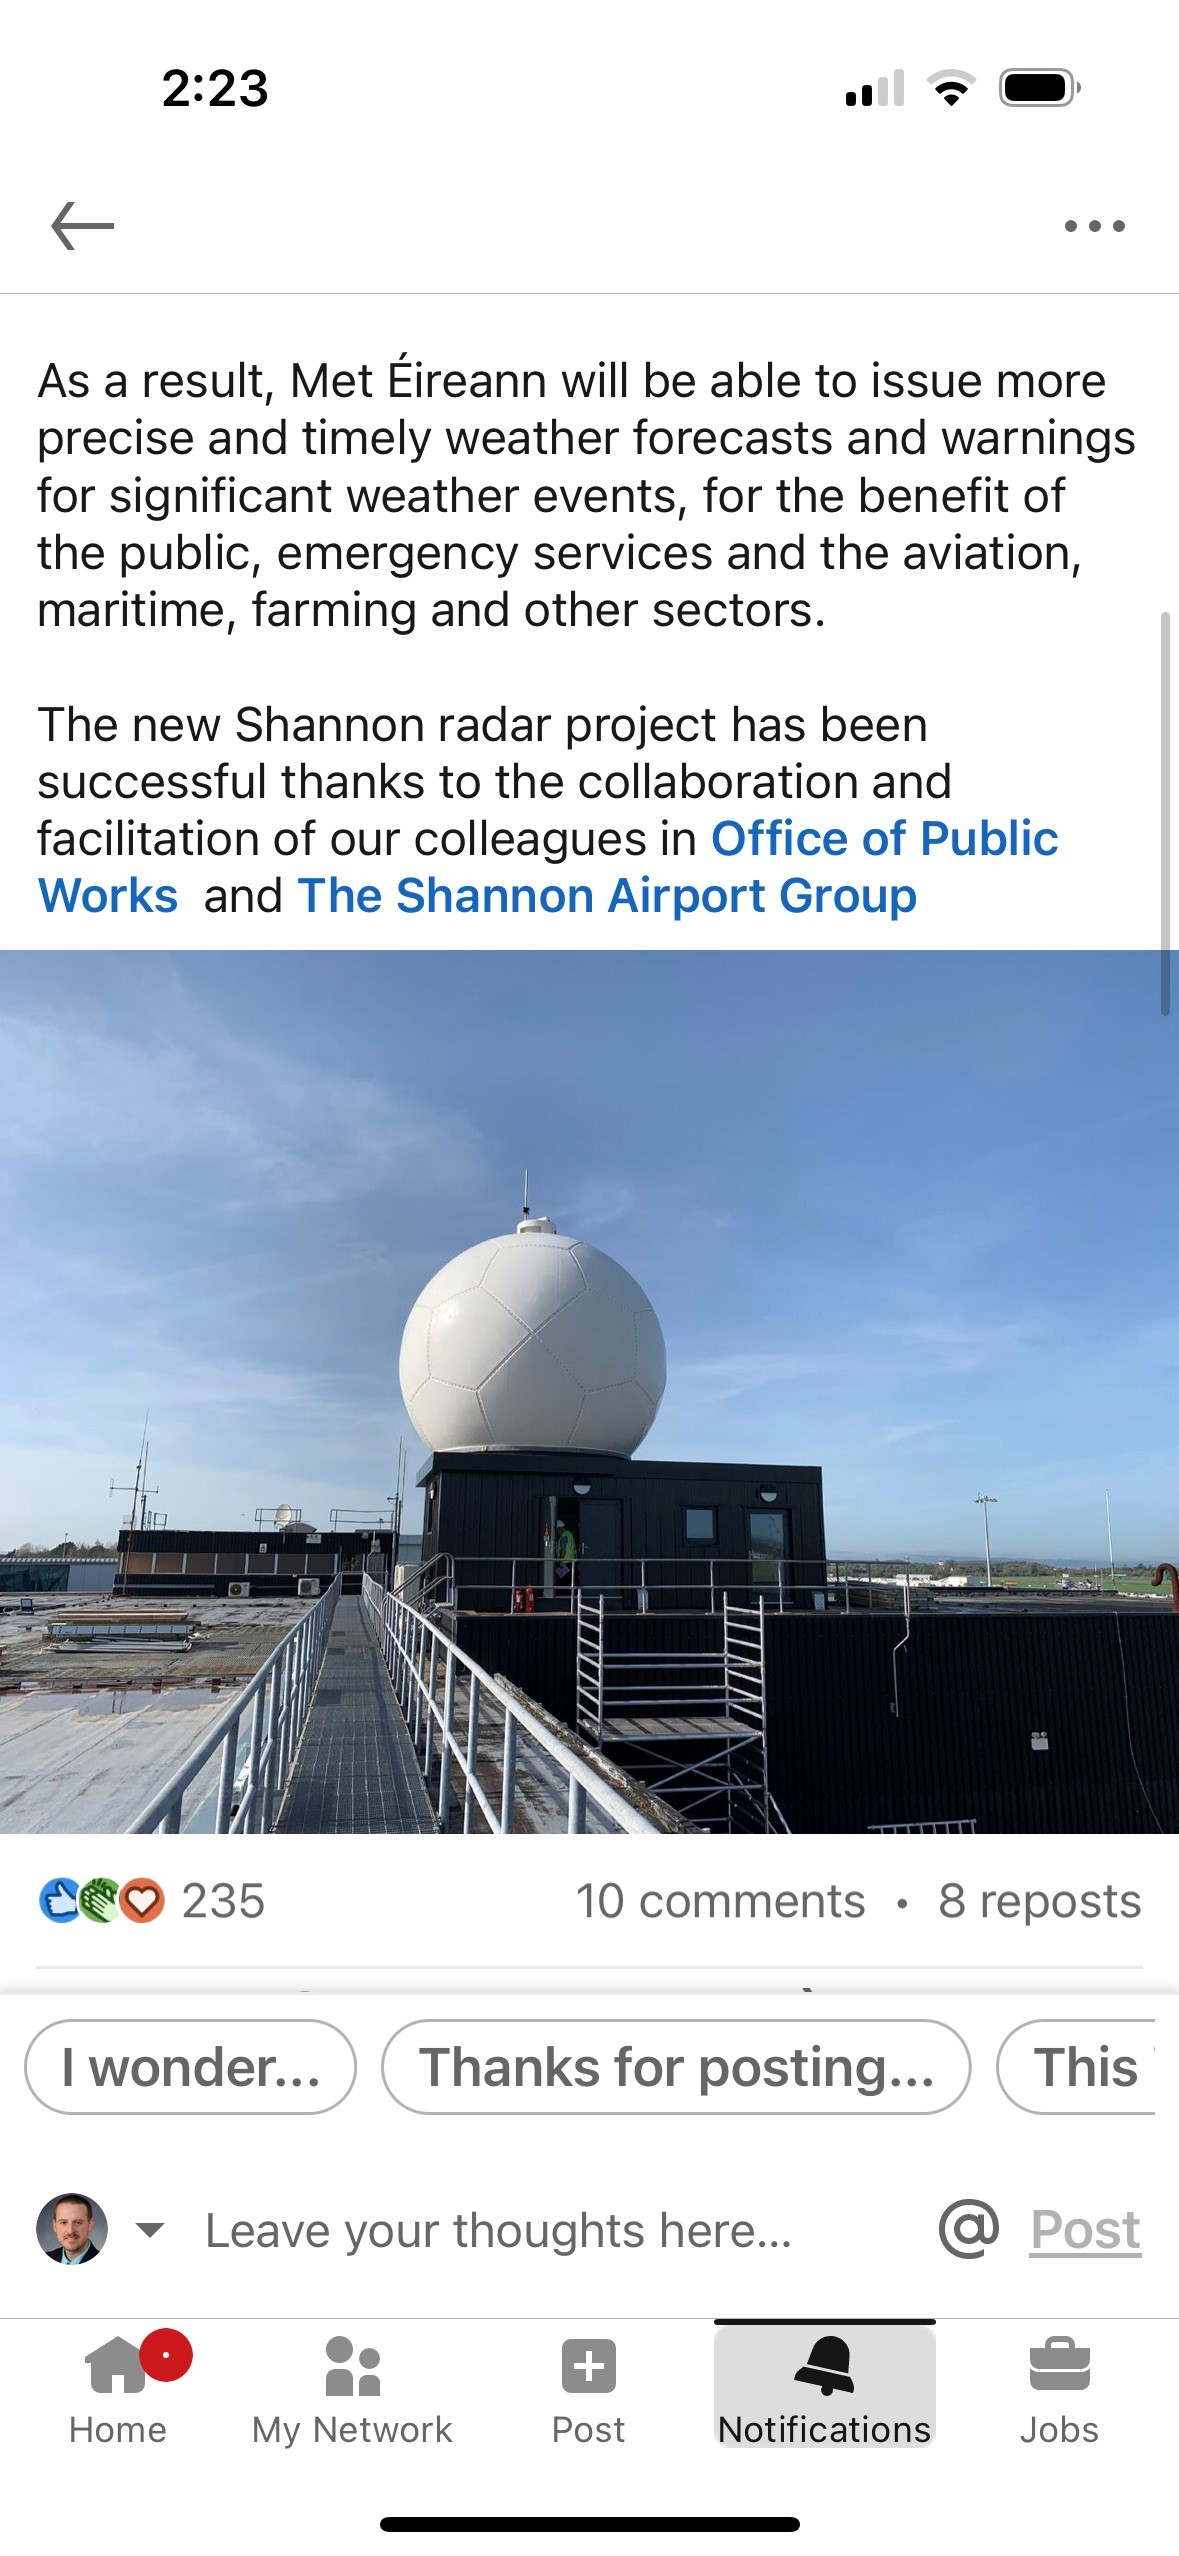 2:23
As a result, Met Éireann will be able to issue more
precise and timely weather forecasts and warnings
for significant weather events, for the benefit of
the public, emergency services and the aviation,
maritime, farming and other sectors.
The new Shannon radar project has been
successful thanks to the collaboration and
facilitation of our colleagues in Office of Public
Works and The Shannon Airport Group
235 10 comments • 8 reposts
I wonder... Thanks for posting... This
Leave your thoughts here... @ Post
Home My Network Post Notifications Jobs